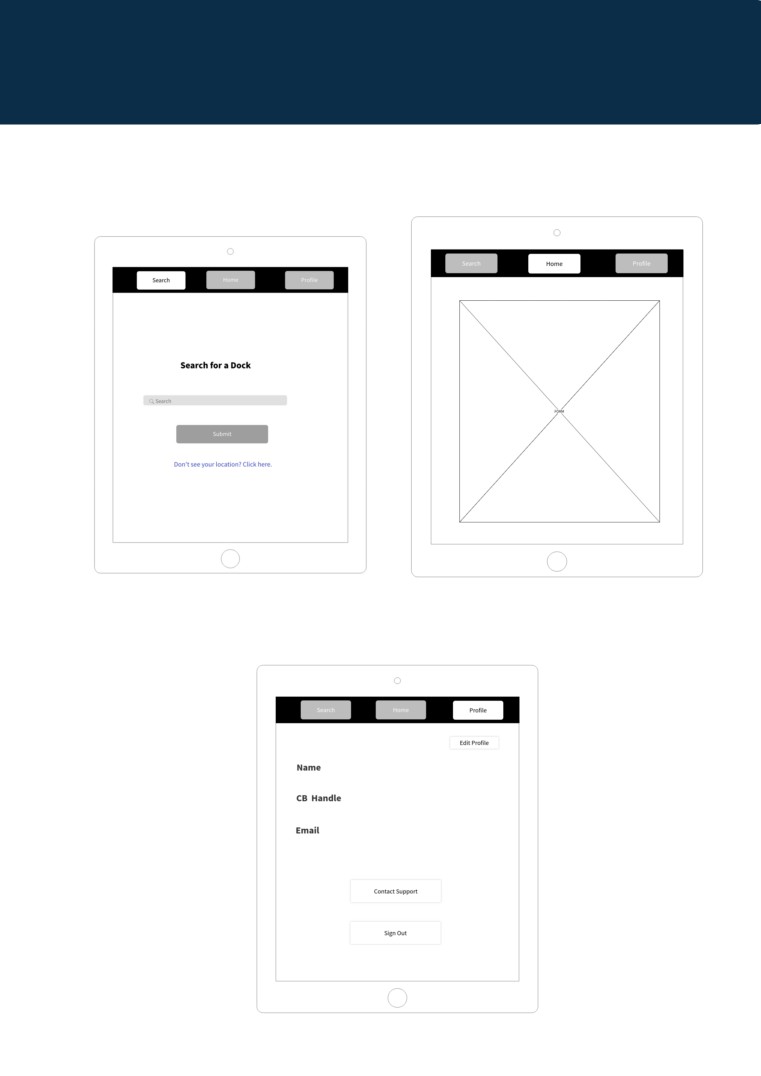 Search Home Profile
Search for a Dock
Search
Submit
Don't see your location? Click here.
Search Home Profile
Search Home Profile
Edit Profile
Name
CB Handle
Email
Contact Support
Sign Out